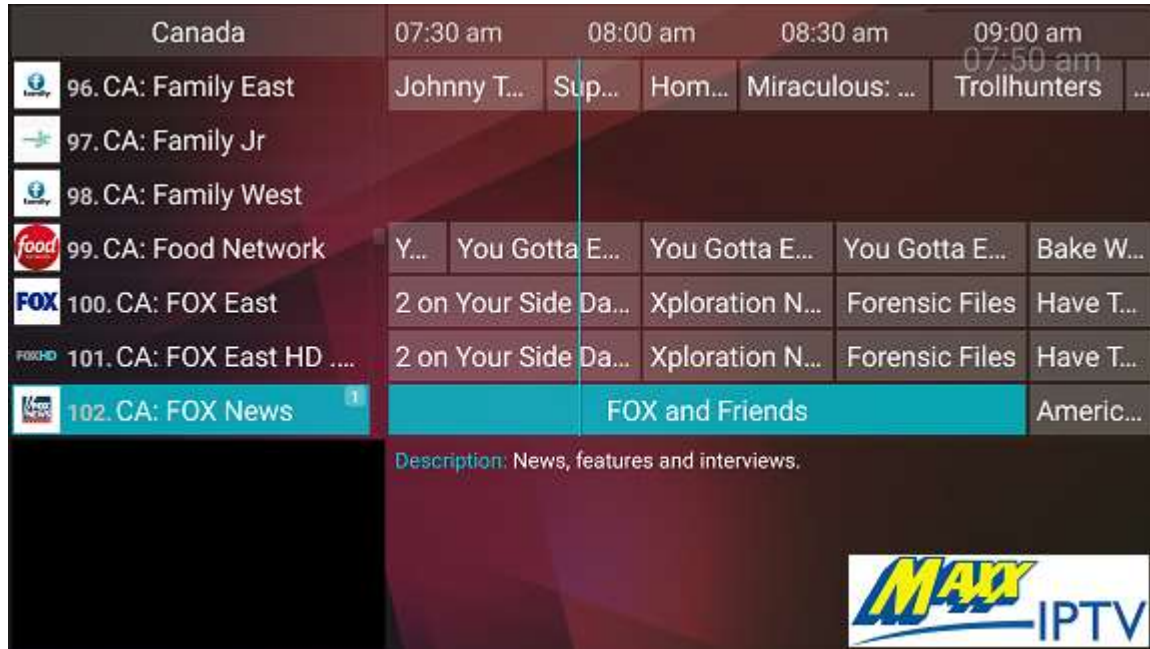 Canada 07:30 am 08:00 am 08:30 am 09:00 am
07:50 am
96. CA: Family East Johnny T... Sup... Hom... Miraculous: ... Trollhunters ...
97. CA: Family Jr
98. CA: Family West
food 99. CA: Food Network Y... You Gotta E... You Gotta E... You Gotta E... Bake W...
FOX 100. CA: FOX East 2 on Your Side Da... Xploration N... Forensic Files Have T...
FOXHD 101. CA: FOX East HD .... 2 on Your Side Da... Xploration N... Forensic Files Have T...
FOX NEWS 102. CA: FOX News 1 FOX and Friends Americ...
Description: News, features and interviews.
MAXX
IPTV